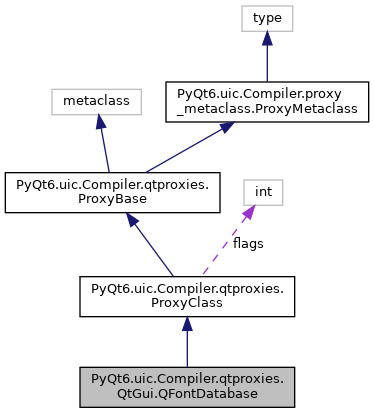 type
PyQt6.uic.Compiler.proxy
_metaclass.ProxyMetaclass
metaclass
PyQt6.uic.Compiler.qtproxies.
ProxyBase
int
flags
PyQt6.uic.Compiler.qtproxies.
ProxyClass
PyQt6.uic.Compiler.qtproxies.
QtGui.QFontDatabase